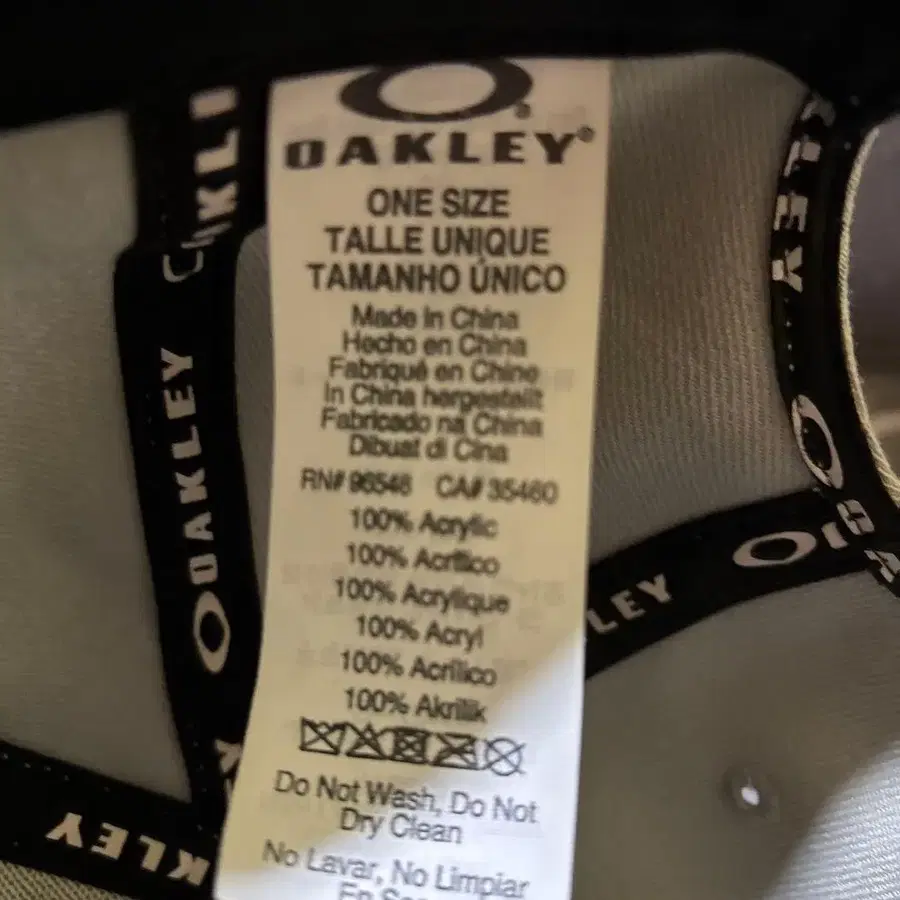 OAKLEY®
ONE SIZE
TALLE UNIQUE
TAMANHO ÚNICO
Made in China
Hecho en China
Fabriqué en Chine
In China hergestellt
Fabricado na China
Dibuat di Cina
RN# 96548 CA# 35460
100% Acrylic
100% Acrílico
100% Acrylique
100% Acryl
100% Acrílico
100% Akrilik
Do Not Wash, Do Not
Dry Clean
No Lavar, No Limpiar
OAKLEY
KLEY
LEY
KLEY